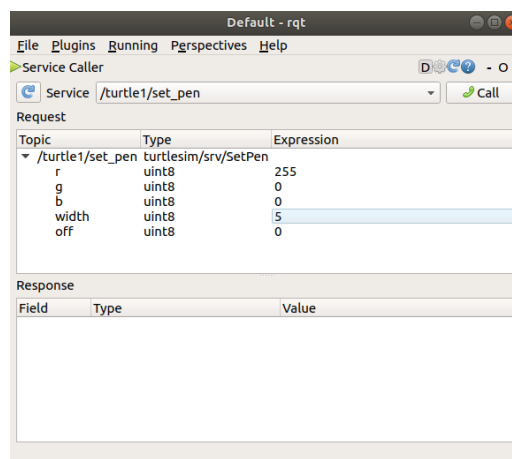 Default - rqt
File Plugins Running Perspectives Help
Service Caller D - O
Service /turtle1/set_pen Call
Request
Topic Type Expression
/turtle1/set_pen turtlesim/srv/SetPen
r uint8 255
g uint8 0
b uint8 0
width uint8 5
off uint8 0
Response
Field Type Value